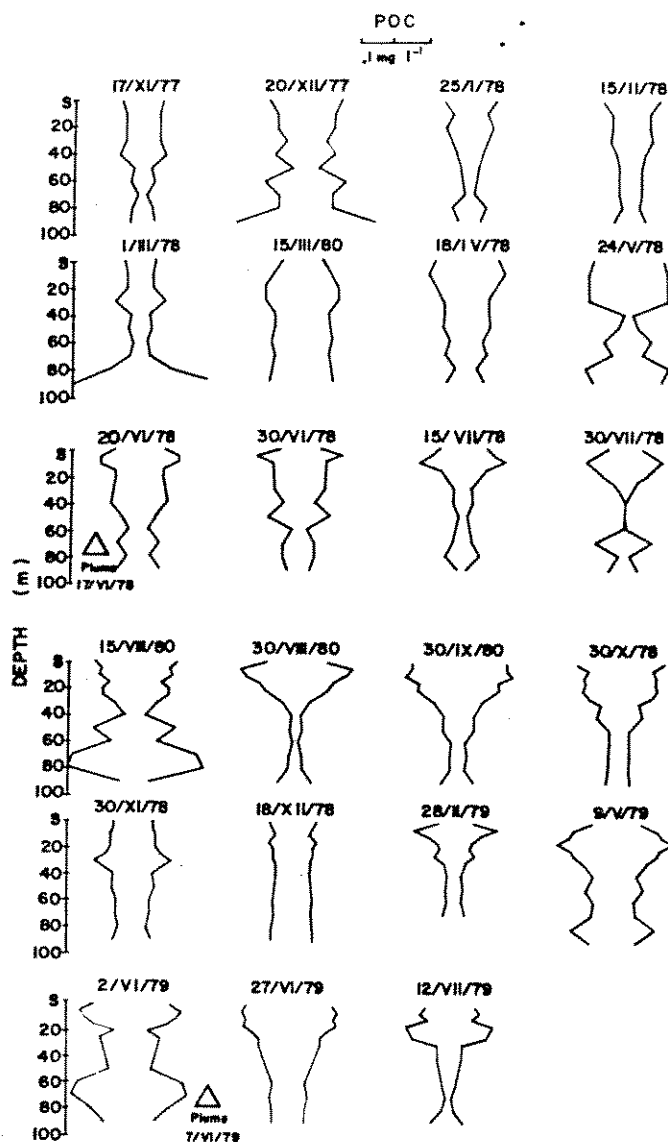 POC
.1 mg l⁻¹
17/XI/77 20/XII/77 25/I/78 15/II/78
S
20
40
60
80
100
1/III/78 15/III/80 18/IV/78 24/V/78
S
20
40
60
80
100
20/VI/78 30/VI/78 15/VII/78 30/VII/78
S
20
40
60
80
100
Pluma
17/VI/78
DEPTH (m)
15/VIII/80 30/VIII/80 30/IX/80 30/X/78
S
20
40
60
80
100
30/XI/78 18/XII/78 28/II/79 9/V/79
S
20
40
60
80
100
2/VI/79 27/VI/79 12/VII/79
S
20
40
60
80
100
Pluma
7/VI/79